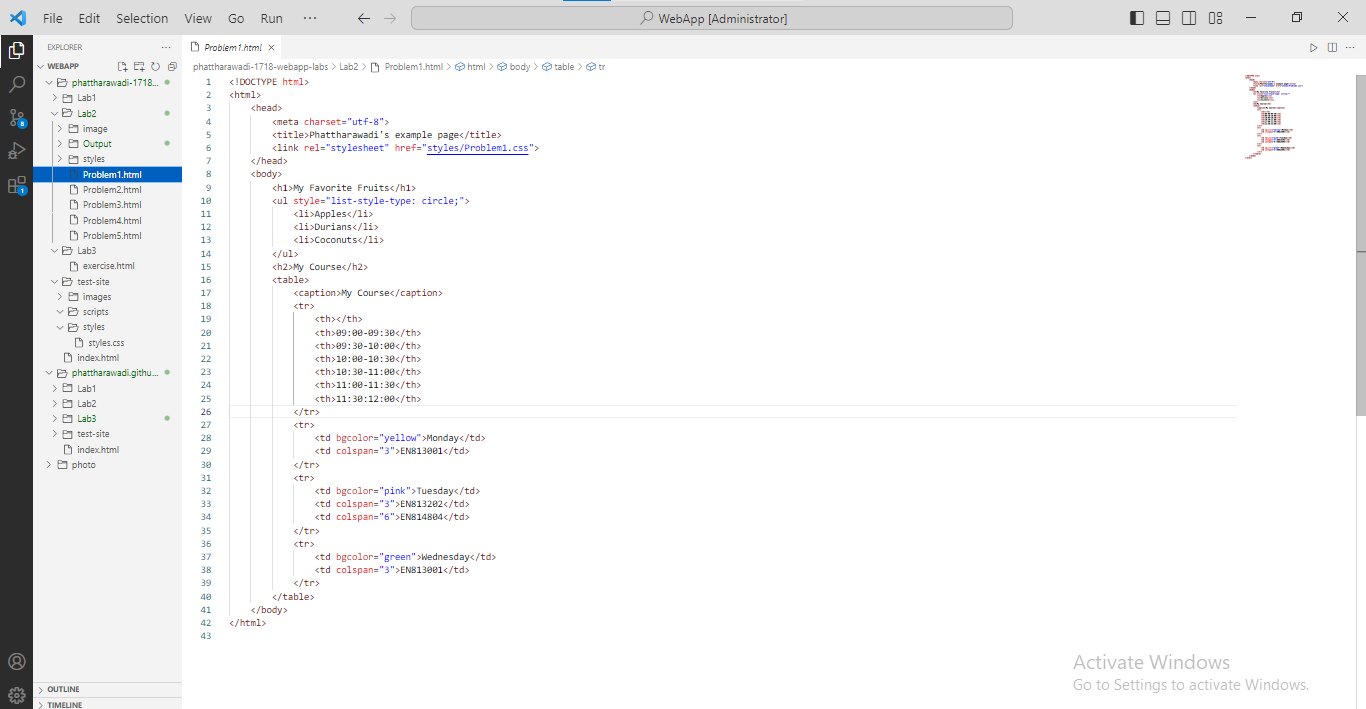 File Edit Selection View Go Run ··· WebApp [Administrator]
EXPLORER ···
WEBAPP
phattharawadi-1718...
Lab1
Lab2
image
Output
styles
Problem1.html
Problem2.html
Problem3.html
Problem4.html
Problem5.html
Lab3
exercise.html
test-site
images
scripts
styles
styles.css
index.html
phattharawadi.githu...
Lab1
Lab2
Lab3
test-site
index.html
photo
OUTLINE
TIMELINE
8
1
Problem1.html
phattharawadi-1718-webapp-labs > Lab2 > Problem1.html > html > body > table > tr
1 <!DOCTYPE html>
2 <html>
3 <head>
4 <meta charset="utf-8">
5 <title>Phattharawadi's example page</title>
6 <link rel="stylesheet" href="styles/Problem1.css">
7 </head>
8 <body>
9 <h1>My Favorite Fruits</h1>
10 <ul style="list-style-type: circle;">
11 <li>Apples</li>
12 <li>Durians</li>
13 <li>Coconuts</li>
14 </ul>
15 <h2>My Course</h2>
16 <table>
17 <caption>My Course</caption>
18 <tr>
19 <th></th>
20 <th>09:00-09:30</th>
21 <th>09:30-10:00</th>
22 <th>10:00-10:30</th>
23 <th>10:30-11:00</th>
24 <th>11:00-11:30</th>
25 <th>11:30:12:00</th>
26 </tr>
27 <tr>
28 <td bgcolor="yellow">Monday</td>
29 <td colspan="3">EN813001</td>
30 </tr>
31 <tr>
32 <td bgcolor="pink">Tuesday</td>
33 <td colspan="3">EN813202</td>
34 <td colspan="6">EN814804</td>
35 </tr>
36 <tr>
37 <td bgcolor="green">Wednesday</td>
38 <td colspan="3">EN813001</td>
39 </tr>
40 </table>
41 </body>
42 </html>
43
Activate Windows
Go to Settings to activate Windows.